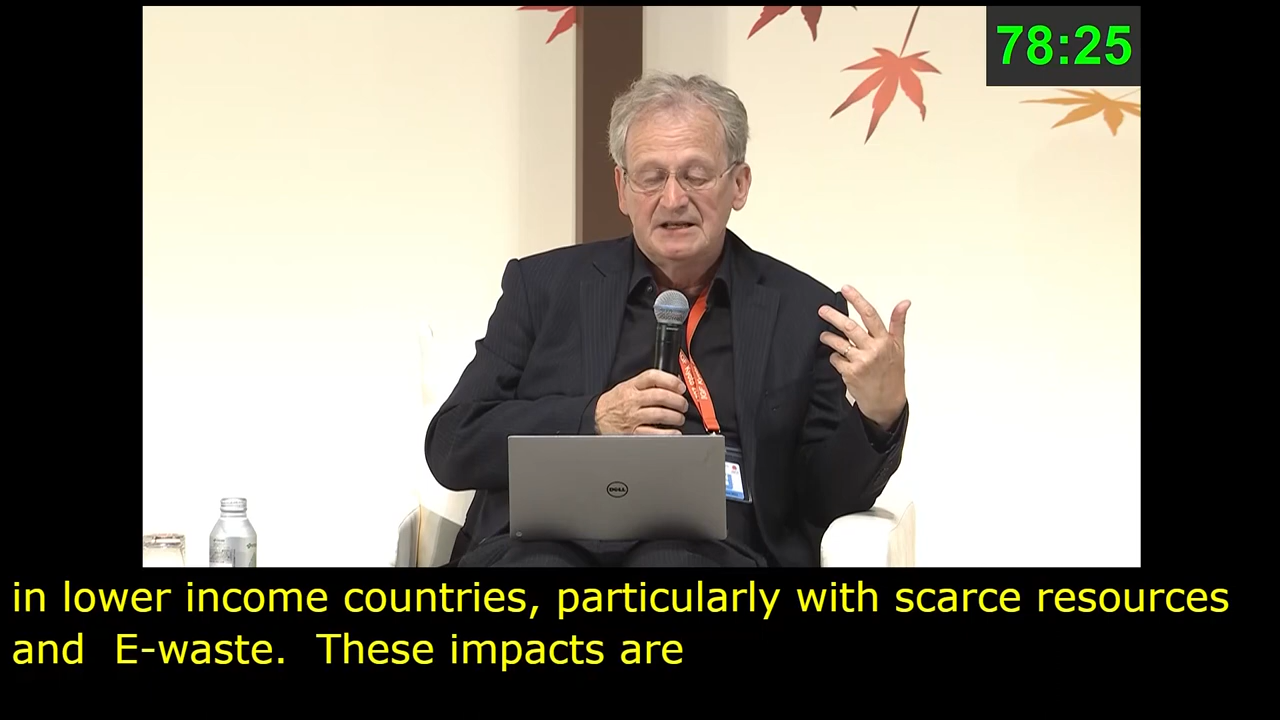 78:25
DELL
in lower income countries, particularly with scarce resources
and  E-waste.  These impacts are